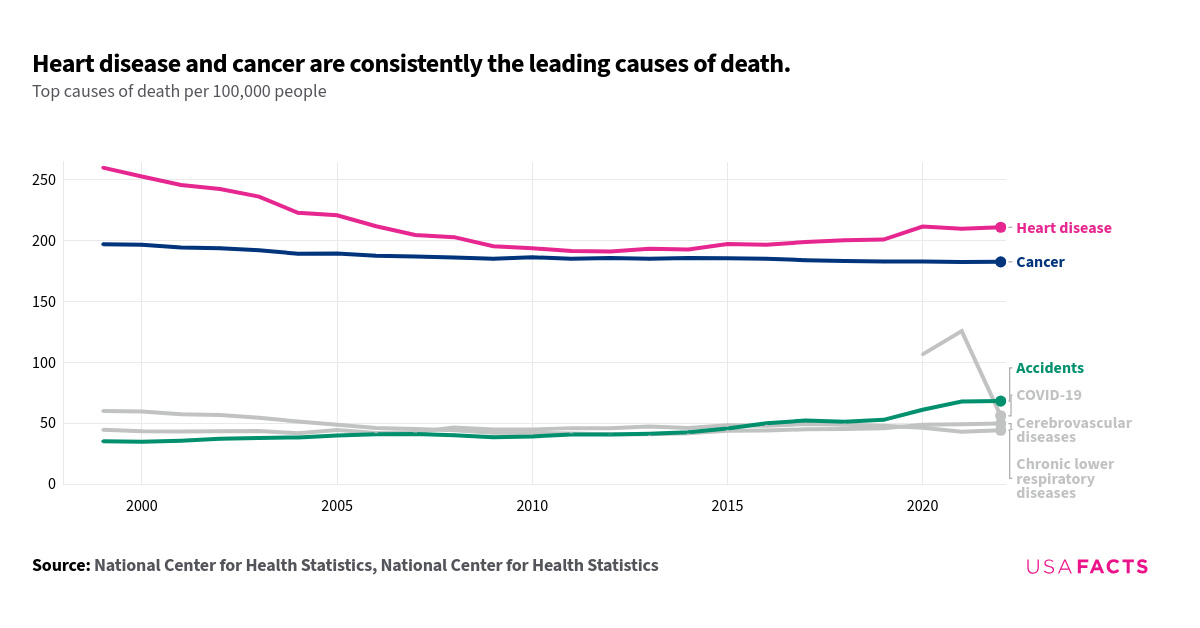 Heart disease and cancer are consistently the leading causes of death.
Top causes of death per 100,000 people
250
200
150
100
50
0
2000
2005
2010
2015
2020
Heart disease
Cancer
Accidents
COVID-19
Cerebrovascular
diseases
Chronic lower
respiratory
diseases
Source: National Center for Health Statistics, National Center for Health Statistics
USAFACTS